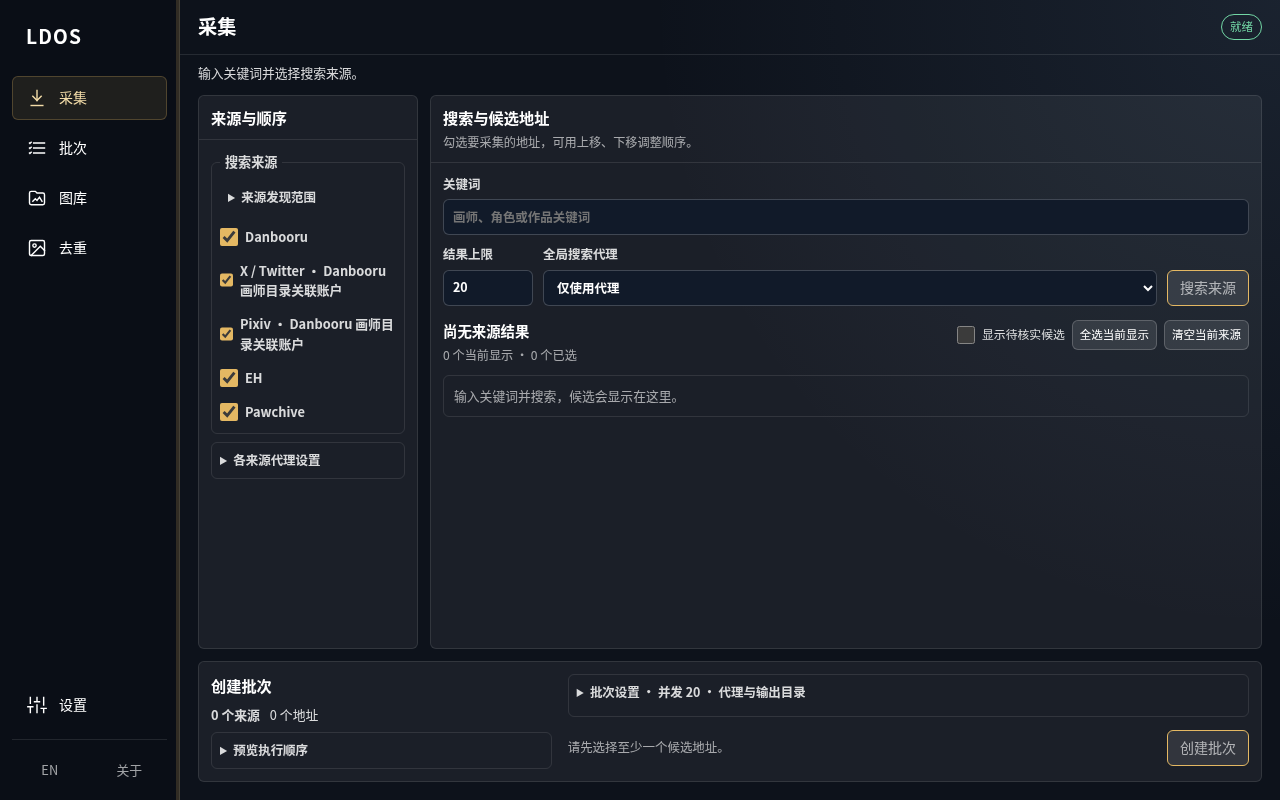 LDOS
采集
批次
图库
去重
设置
EN
关于
采集
就绪
输入关键词并选择搜索来源。
来源与顺序
搜索来源
来源发现范围
Danbooru
X / Twitter · Danbooru
画师目录关联账户
Pixiv · Danbooru 画师目
录关联账户
EH
Pawchive
各来源代理设置
搜索与候选地址
勾选要采集的地址，可用上移、下移调整顺序。
关键词
画师、角色或作品关键词
结果上限
全局搜索代理
20
仅使用代理
搜索来源
尚无来源结果
0 个当前显示 · 0 个已选
显示待核实候选
全选当前显示
清空当前来源
输入关键词并搜索，候选会显示在这里。
创建批次
0 个来源 0 个地址
预览执行顺序
批次设置 · 并发 20 · 代理与输出目录
请先选择至少一个候选地址。
创建批次